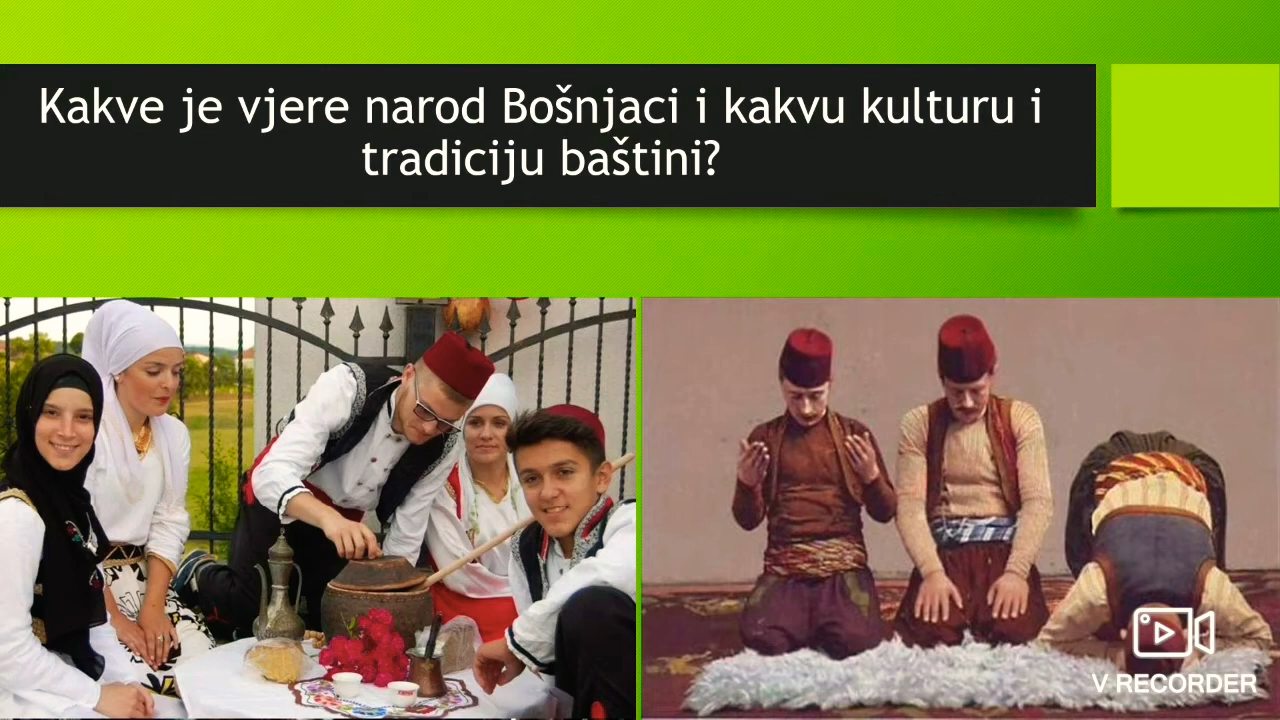 Kakve je vjere narod Bošnjaci i kakvu kulturu i
tradiciju baštini?
V RECORDER